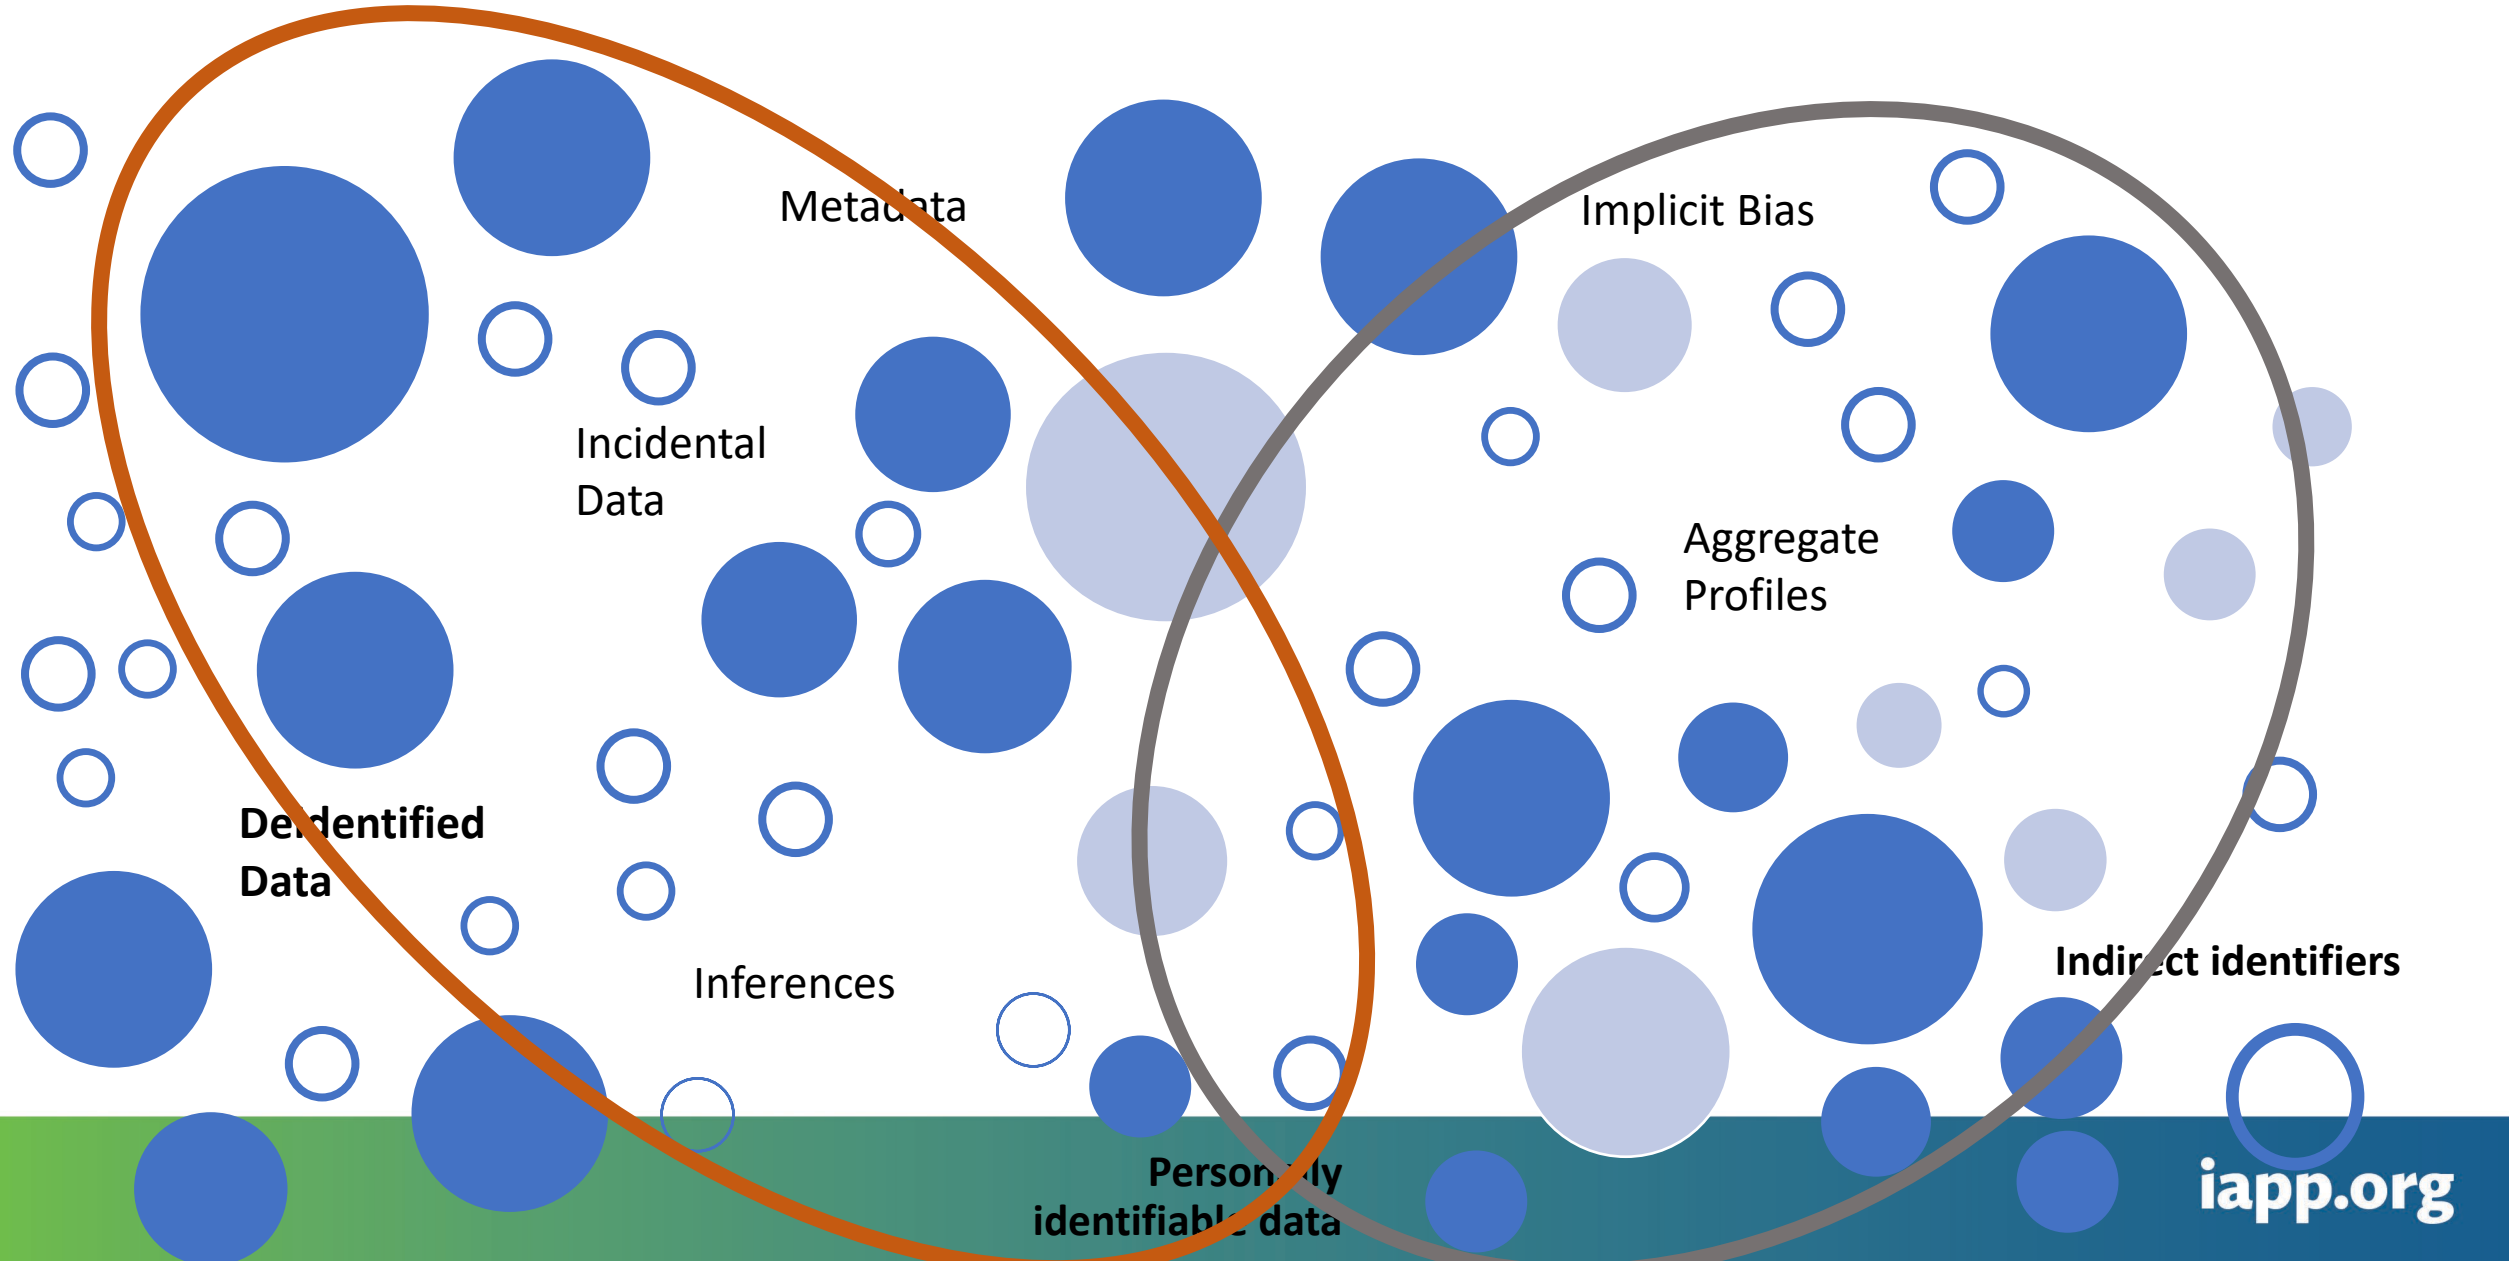 Metadata
Implicit Bias
Incidental
Data
Aggregate
Profiles
Deidentified
Data
Inferences
Indirect identifiers
Personally
identifiable data
iapp.org